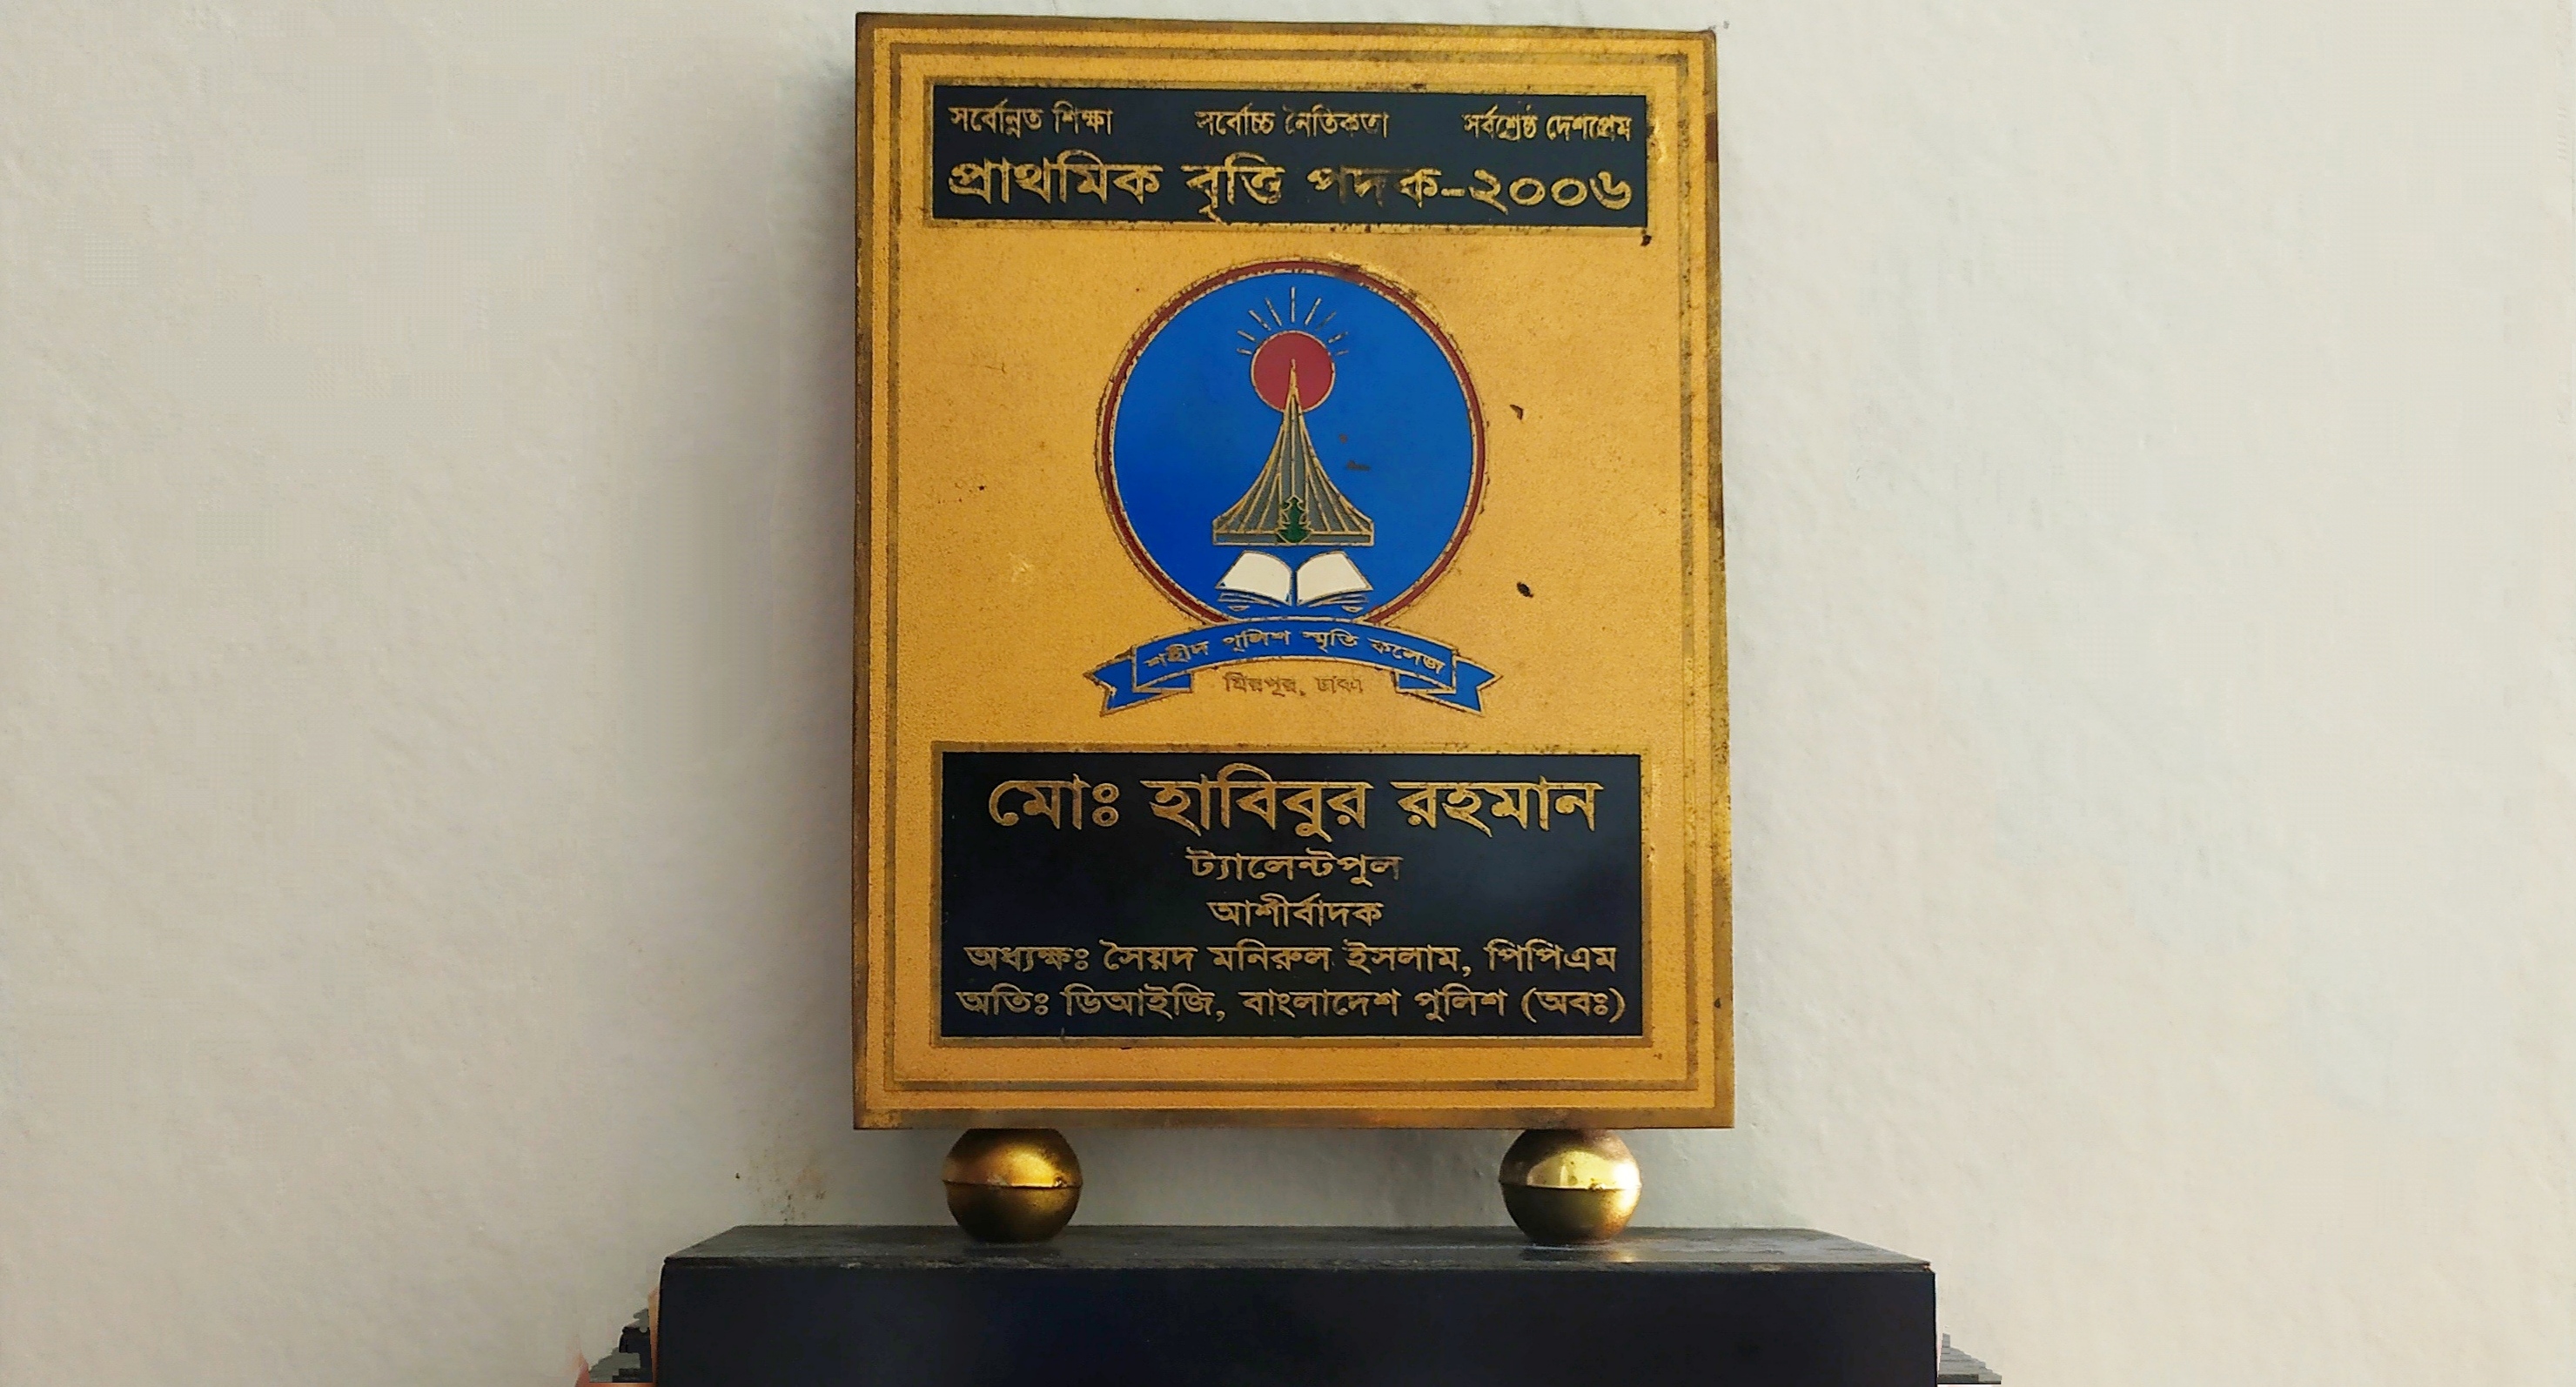 সর্বোন্নত শিক্ষা সর্বোচ্চ নৈতিকতা সর্বশ্রেষ্ঠ দেশপ্রেম
প্রাথমিক বৃত্তি পদক-২০০৬
শহীদ পুলিশ স্মৃতি কলেজ
মিরপুর, ঢাকা
মোঃ হাবিবুর রহমান
ট্যালেন্টপুল
আশীর্বাদক
অধ্যক্ষঃ সৈয়দ মনিরুল ইসলাম, পিপিএম
অতিঃ ডিআইজি, বাংলাদেশ পুলিশ (অবঃ)